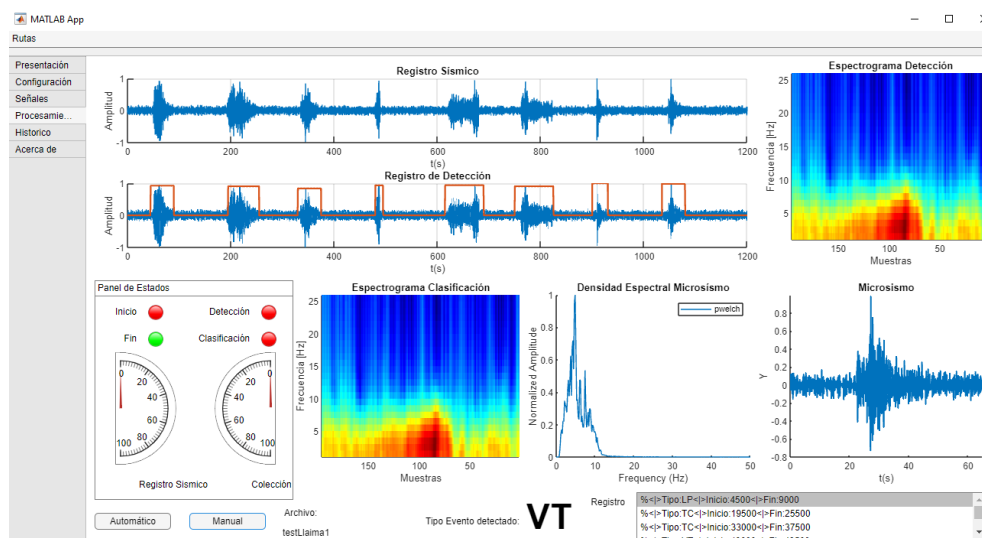 MATLAB App
Rutas
Presentación
Configuración
Señales
Procesamie...
Historico
Acerca de
Registro Sísmico
Amplitud
1
0
-1
0 200 400 600 800 1000 1200
t(s)
Registro de Detección
Amplitud
1
0
-1
0 200 400 600 800 1000 1200
t(s)
Espectrograma Detección
Frecuencia [Hz]
25
20
15
10
5
150 100 50
Muestras
Panel de Estados
Inicio Detección
Fin Clasificación
0 20 40 60 80 100
0 20 40 60 80 100
Registro Sismico Colección
Espectrograma Clasificación
Frecuencia [Hz]
25
20
15
10
5
150 100 50
Muestras
Densidad Espectral Microsísmo
pwelch
Normalized Amplitude
1
0.8
0.6
0.4
0.2
0
0 10 20 30 40 50
Frequency (Hz)
Microsismo
Y
0.8
0.6
0.4
0.2
0
-0.2
-0.4
-0.6
-0.8
0 20 40 60
t(s)
Automático
Manual
Archivo:
testLlaima1
Tipo Evento detectado: VT
Registro
%<|>Tipo:LP<|>Inicio:4500<|>Fin:9000
%<|>Tipo:TC<|>Inicio:19500<|>Fin:25500
%<|>Tipo:TC<|>Inicio:33000<|>Fin:37500